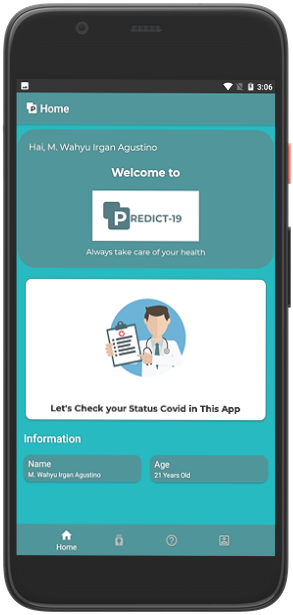 3:06
Home
Hai, M. Wahyu Irgan Agustino
Welcome to
PREDICT-19
Always take care of your health
Let's Check your Status Covid in This App
Information
Name
M. Wahyu Irgan Agustino
Age
21 Years Old
Home